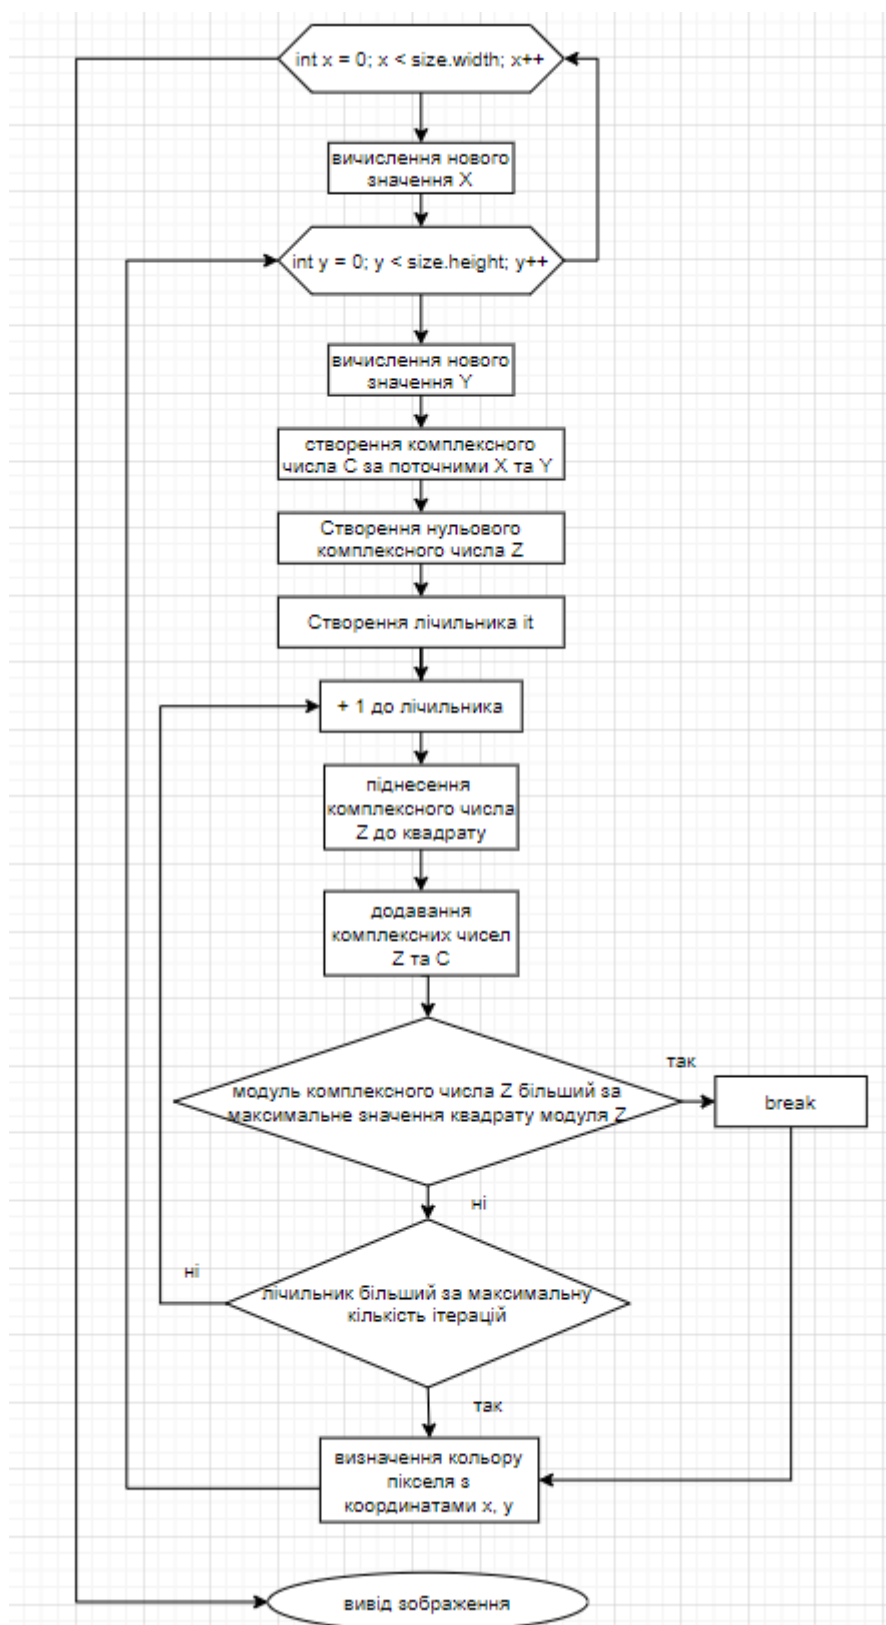 int x = 0; x < size.width; x++
вичислення нового
значення X
int y = 0; y < size.height; y++
вичислення нового
значення Y
створення комплексного
числа C за поточними X та Y
Створення нульового
комплексного числа Z
Створення лічильника it
+ 1 до лічильника
піднесення
комплексного числа
Z до квадрату
додавання
комплексних чисел
Z та C
так
модуль комплексного числа Z більший за
максимальне значення квадрату модуля Z
break
ні
ні
лічильник більший за максимальну
кількість ітерацій
так
визначення кольору
пікселя з
координатами x, y
вивід зображення